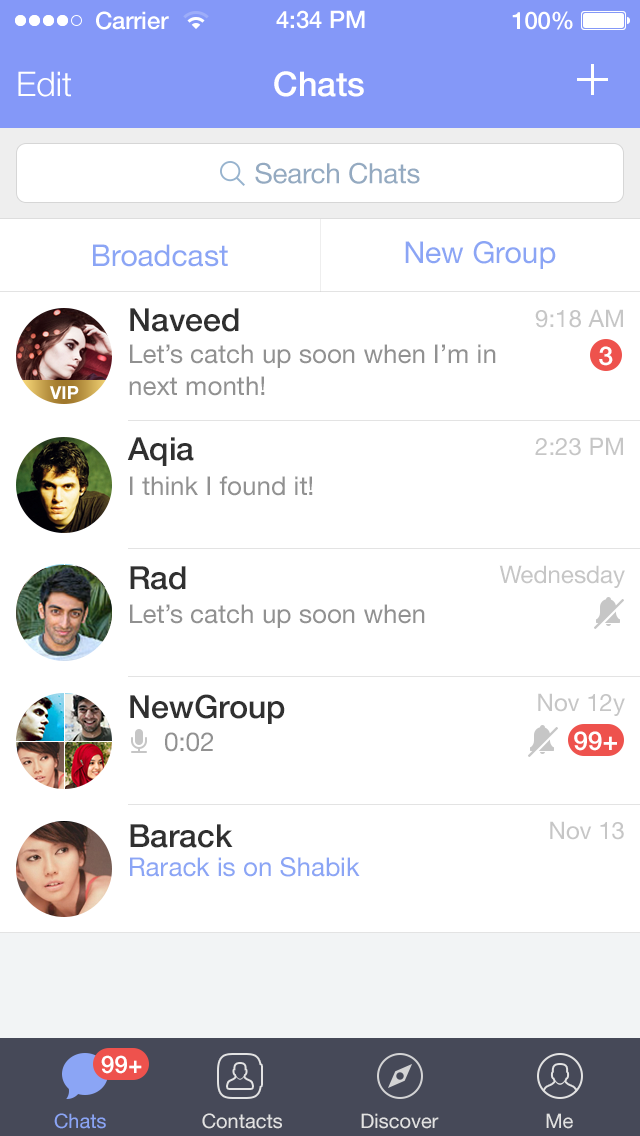 Carrier 4:34 PM 100%
Edit Chats
Search Chats
Broadcast New Group
Naveed 9:18 AM
Let’s catch up soon when I’m in 3
next month!
VIP
Aqia 2:23 PM
I think I found it!
Rad Wednesday
Let’s catch up soon when
NewGroup Nov 12y
0:02 99+
Barack Nov 13
Rarack is on Shabik
99+
Chats Contacts Discover Me